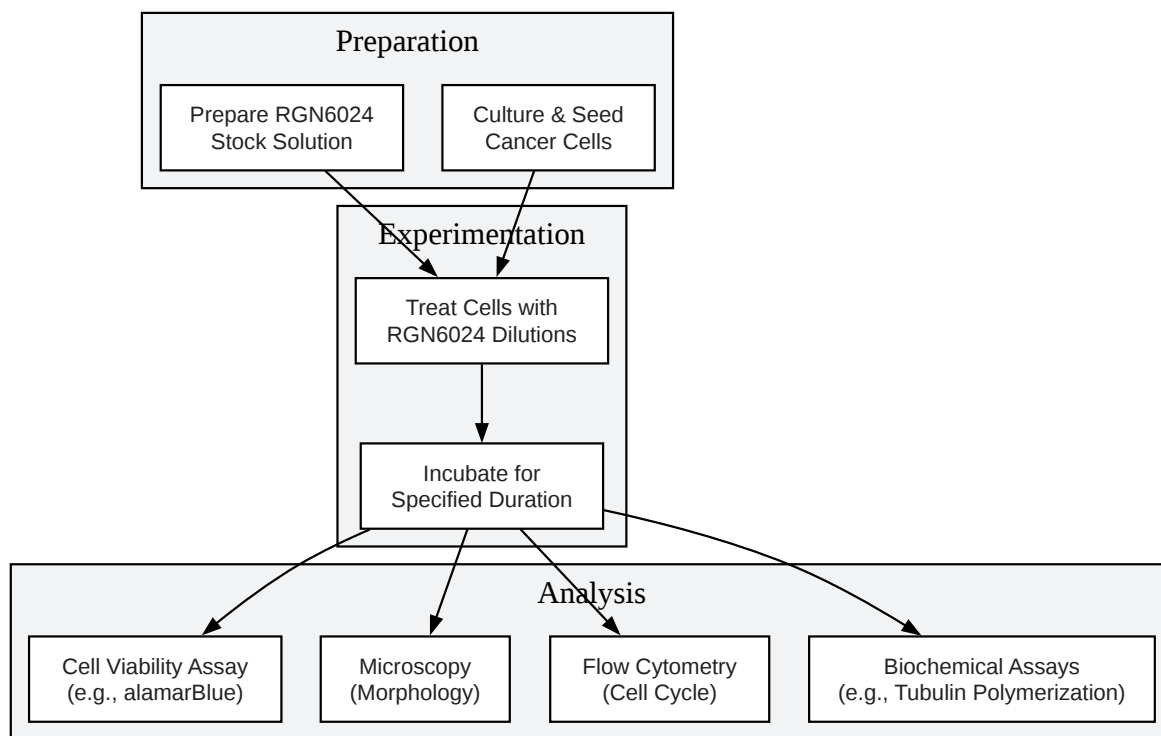 Preparation
Prepare RGN6024
Stock Solution
Culture & Seed
Cancer Cells
Experimentation
Treat Cells with
RGN6024 Dilutions
Incubate for
Specified Duration
Analysis
Cell Viability Assay
(e.g., alamarBlue)
Microscopy
(Morphology)
Flow Cytometry
(Cell Cycle)
Biochemical Assays
(e.g., Tubulin Polymerization)